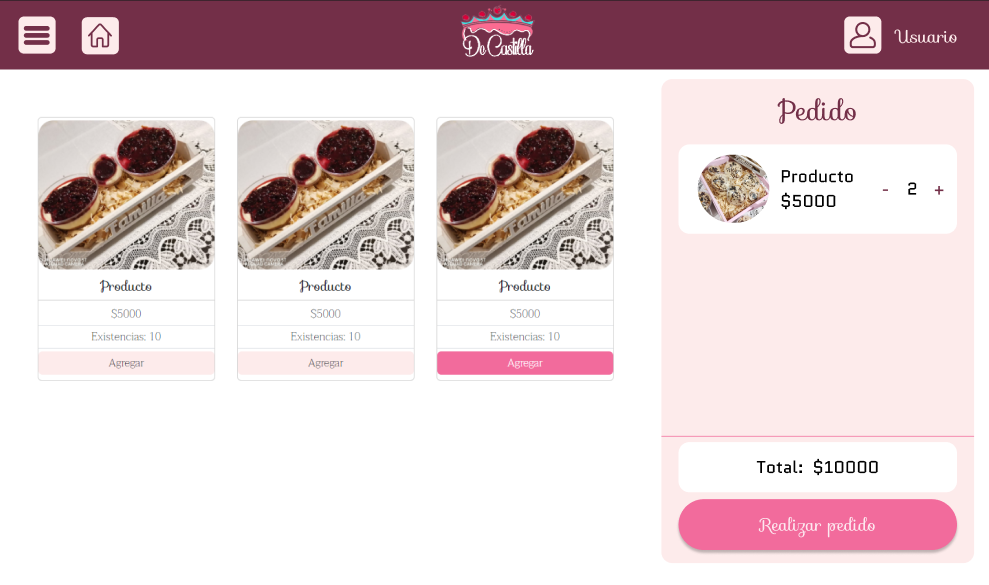 De Castilla
Usuario
Producto
$5000
Existencias: 10
Agregar
Producto
$5000
Existencias: 10
Agregar
Producto
$5000
Existencias: 10
Agregar
Pedido
Producto
$5000
- 2 +
Total: $10000
Realizar pedido